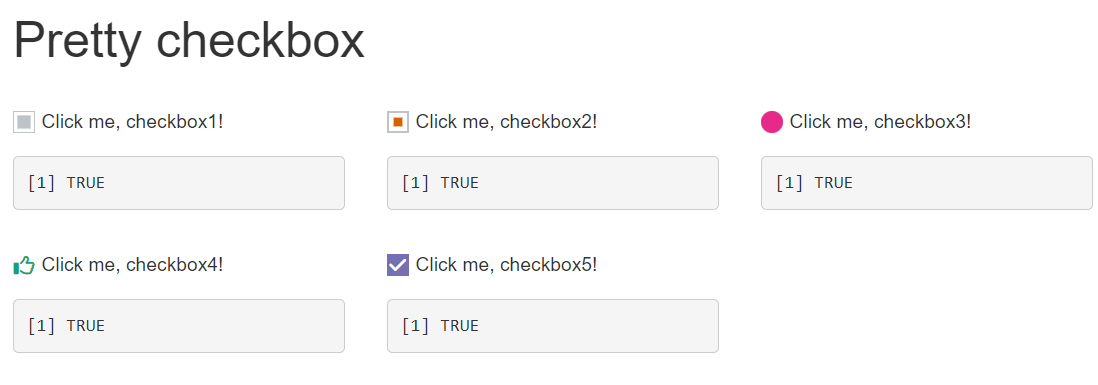 Pretty checkbox
Click me, checkbox1!
Click me, checkbox2!
Click me, checkbox3!
[1] TRUE
[1] TRUE
[1] TRUE
Click me, checkbox4!
Click me, checkbox5!
[1] TRUE
[1] TRUE